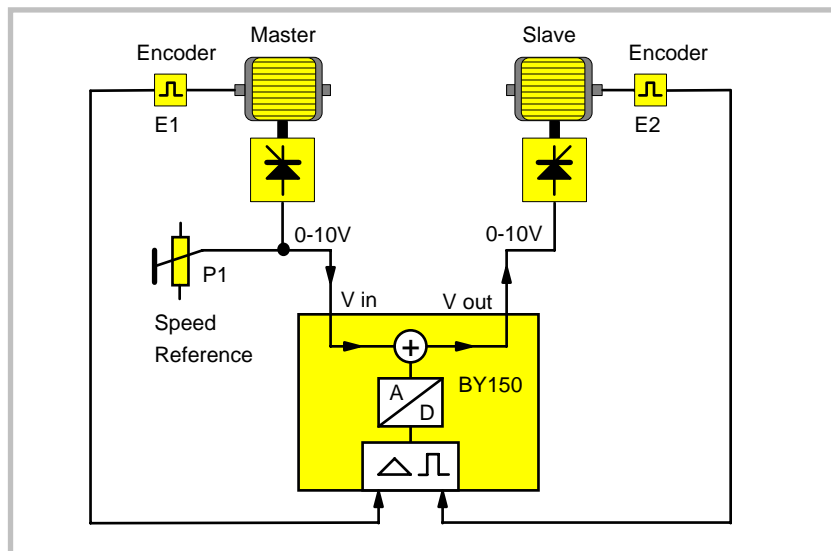 Encoder
Master
Slave
Encoder
E1
E2
0-10V
0-10V
P1
V in
V out
Speed
Reference
BY150
A
D